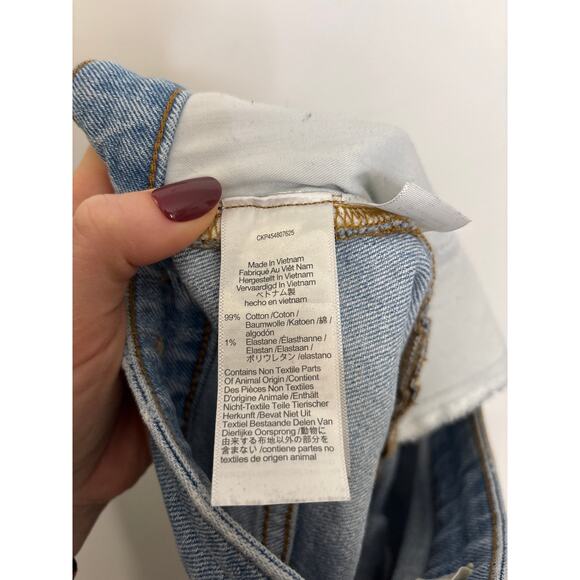 CKP454807625
Made In Vietnam
Fabriqué Au Viêt Nam
Hergestellt In Vietnam
Vervaardigd In Vietnam
ベトナム製
hecho en vietnam
99% Cotton /Coton /
Baumwolle /Katoen /綿 /
algodón
1% Elastane /Élasthanne /
Elastan /Elastaan /
ポリウレタン /elastano
Contains Non Textile Parts
Of Animal Origin /Contient
Des Pièces Non Textiles
D'origine Animale /Enthält
Nicht-Textile Teile Tierischer
Herkunft /Bevat Niet Uit
Textiel Bestaande Delen Van
Dierlijke Oorsprong /動物に
由来する布地以外の部分を
含まない /contiene partes no
textiles de origen animal